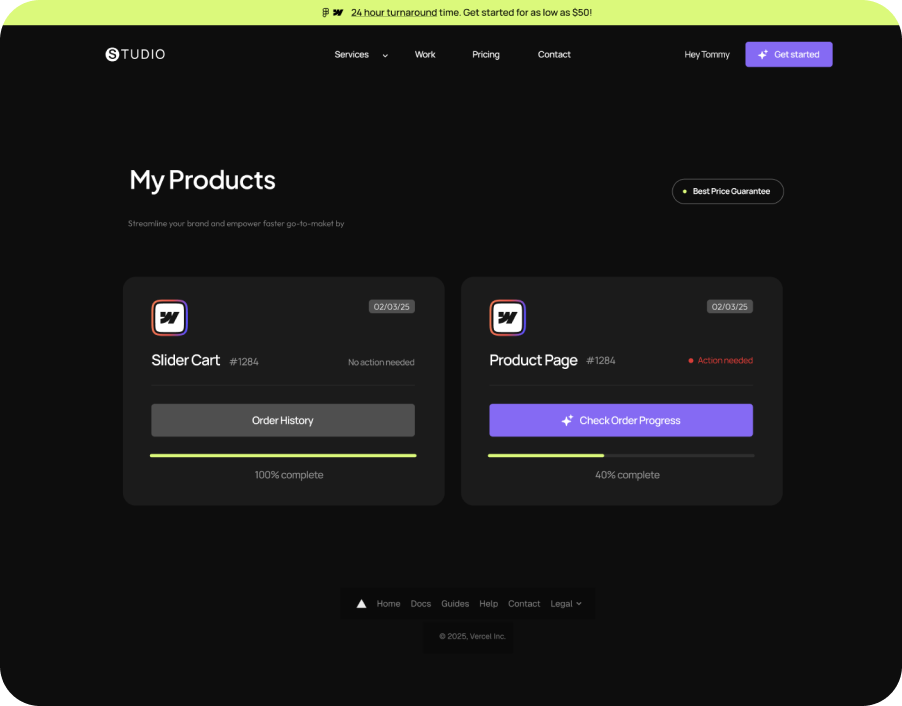 24 hour turnaround time. Get started for as low as $50!
STUDIO
Services
Work
Pricing
Contact
Hey Tommy
Get started
My Products
Best Price Guarantee
Streamline your brand and empower faster go-to-maket by
02/03/25
Slider Cart #1284
No action needed
Order History
100% complete
02/03/25
Product Page #1284
Action needed
Check Order Progress
40% complete
Home Docs Guides Help Contact Legal
© 2025, Vercel Inc.